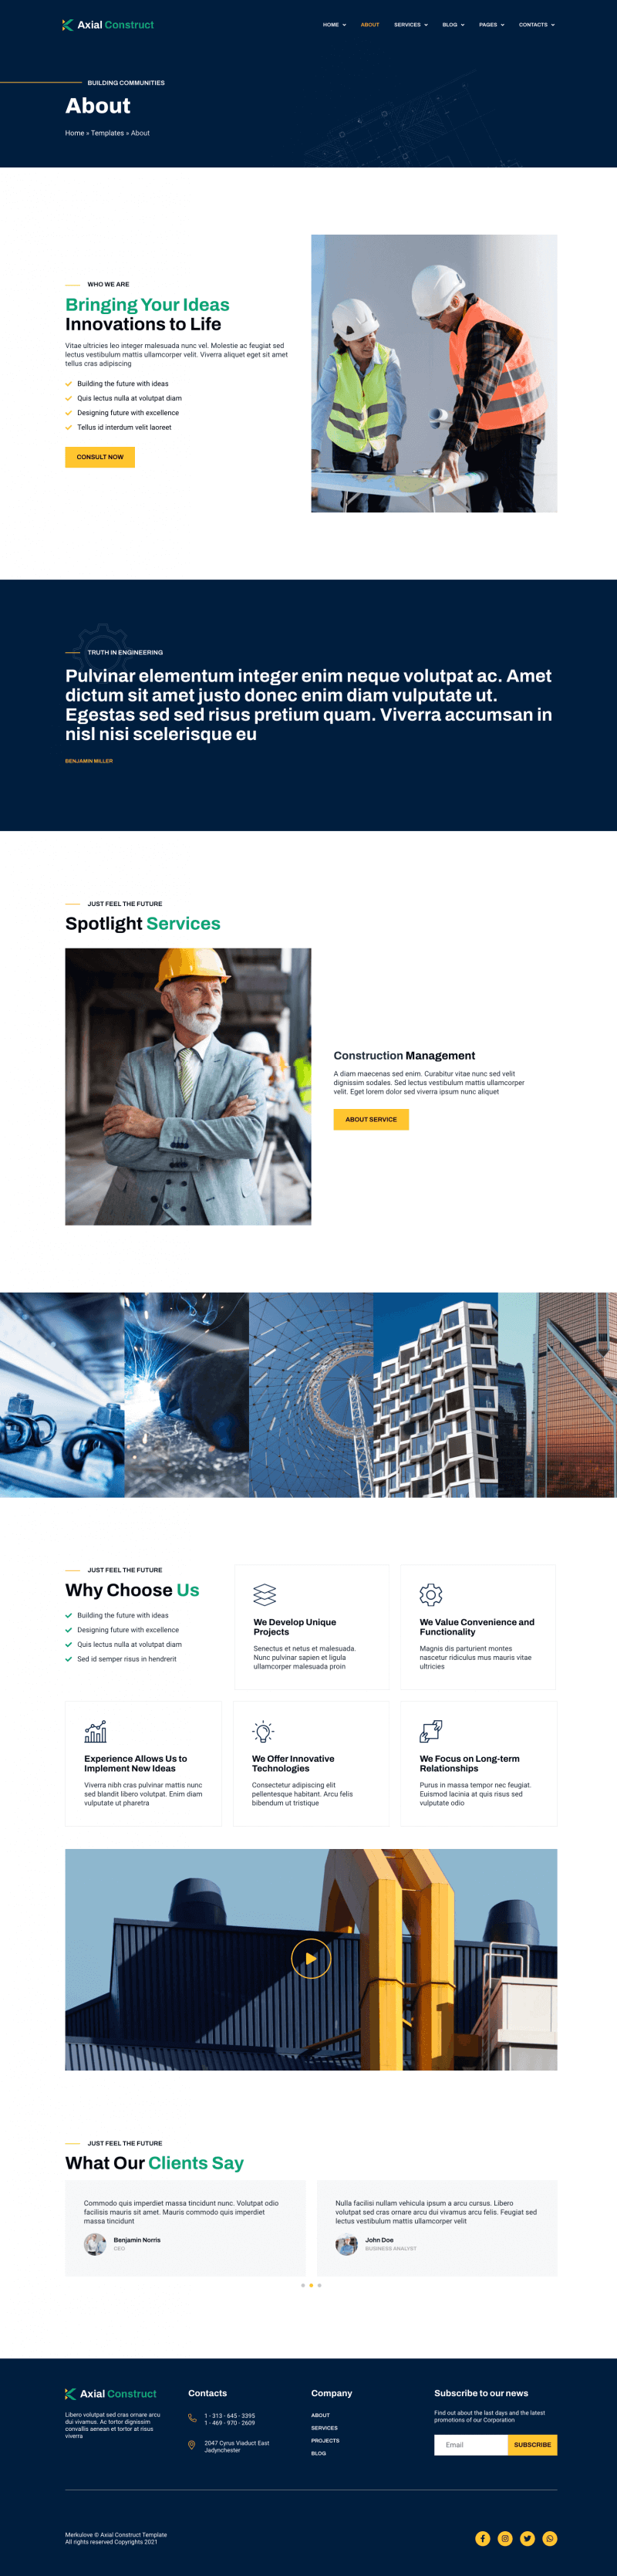 Axial Construct
HOME
ABOUT
SERVICES
BLOG
PAGES
CONTACTS
BUILDING COMMUNITIES
About
Home » Templates » About
WHO WE ARE
Bringing Your Ideas
Innovations to Life
Vitae ultricies leo integer malesuada nunc vel. Molestie ac feugiat sed
lectus vestibulum mattis ullamcorper velit. Viverra aliquet eget sit amet
tellus cras adipiscing
Building the future with ideas
Quis lectus nulla at volutpat diam
Designing future with excellence
Tellus id interdum velit laoreet
CONSULT NOW
TRUTH IN ENGINEERING
Pulvinar elementum integer enim neque volutpat ac. Amet
dictum sit amet justo donec enim diam vulputate ut.
Egestas sed sed risus pretium quam. Viverra accumsan in
nisl nisi scelerisque eu
BENJAMIN MILLER
JUST FEEL THE FUTURE
Spotlight Services
Construction Management
A diam maecenas sed enim. Curabitur vitae nunc sed velit
dignissim sodales. Sed lectus vestibulum mattis ullamcorper
velit. Eget lorem dolor sed viverra ipsum nunc aliquet
ABOUT SERVICE
JUST FEEL THE FUTURE
Why Choose Us
Building the future with ideas
Designing future with excellence
Quis lectus nulla at volutpat diam
Sed id semper risus in hendrerit
We Develop Unique
Projects
Senectus et netus et malesuada.
Nunc pulvinar sapien et ligula
ullamcorper malesuada proin
We Value Convenience and
Functionality
Magnis dis parturient montes
nascetur ridiculus mus mauris vitae
ultricies
Experience Allows Us to
Implement New Ideas
Viverra nibh cras pulvinar mattis nunc
sed blandit libero volutpat. Enim diam
vulputate ut pharetra
We Offer Innovative
Technologies
Consectetur adipiscing elit
pellentesque habitant. Arcu felis
bibendum ut tristique
We Focus on Long-term
Relationships
Purus in massa tempor nec feugiat.
Euismod lacinia at quis risus sed
vulputate odio
JUST FEEL THE FUTURE
What Our Clients Say
Commodo quis imperdiet massa tincidunt nunc. Volutpat odio
facilisis mauris sit amet. Mauris commodo quis imperdiet
massa tincidunt
Benjamin Norris
CEO
Nulla facilisi nullam vehicula ipsum a arcu cursus. Libero
volutpat sed cras ornare arcu dui vivamus arcu felis. Feugiat sed
lectus vestibulum mattis ullamcorper velit
John Doe
BUSINESS ANALYST
Axial Construct
Libero volutpat sed cras ornare arcu
dui vivamus. Ac tortor dignissim
convallis aenean et tortor at risus
viverra
Contacts
1 - 313 - 645 - 3395
1 - 469 - 970 - 2609
2047 Cyrus Viaduct East
Jadynchester
Company
ABOUT
SERVICES
PROJECTS
BLOG
Subscribe to our news
Find out about the last days and the latest
promotions of our Corporation
Email
SUBSCRIBE
Merkulove © Axial Construct Template
All rights reserved Copyrights 2021